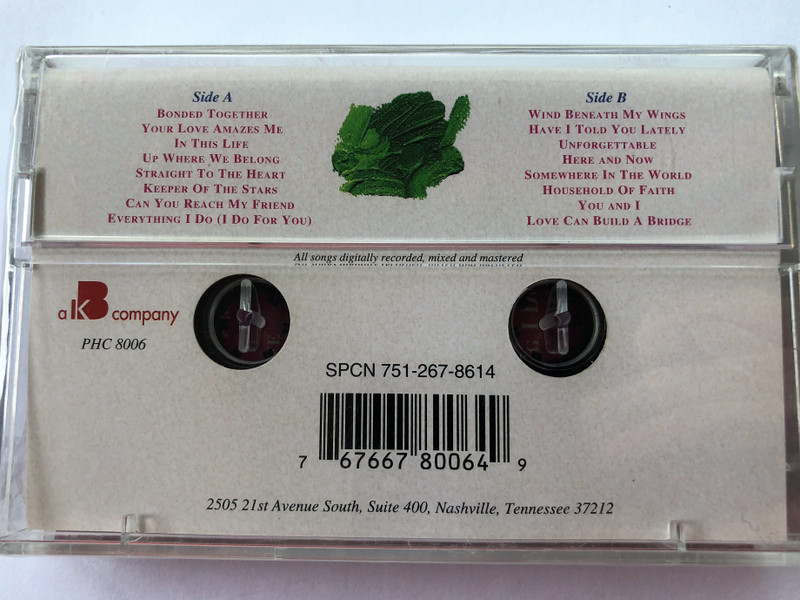 Side A
BONDED TOGETHER
YOUR LOVE AMAZES ME
IN THIS LIFE
UP WHERE WE BELONG
STRAIGHT TO THE HEART
KEEPER OF THE STARS
CAN YOU REACH MY FRIEND
EVERYTHING I DO (I DO FOR YOU)
Side B
WIND BENEATH MY WINGS
HAVE I TOLD YOU LATELY
UNFORGETTABLE
HERE AND NOW
SOMEWHERE IN THE WORLD
HOUSEHOLD OF FAITH
YOU AND I
LOVE CAN BUILD A BRIDGE
All songs digitally recorded, mixed and mastered
a kB company
PHC 8006
SPCN 751-267-8614
7 67667 80064 9
2505 21st Avenue South, Suite 400, Nashville, Tennessee 37212